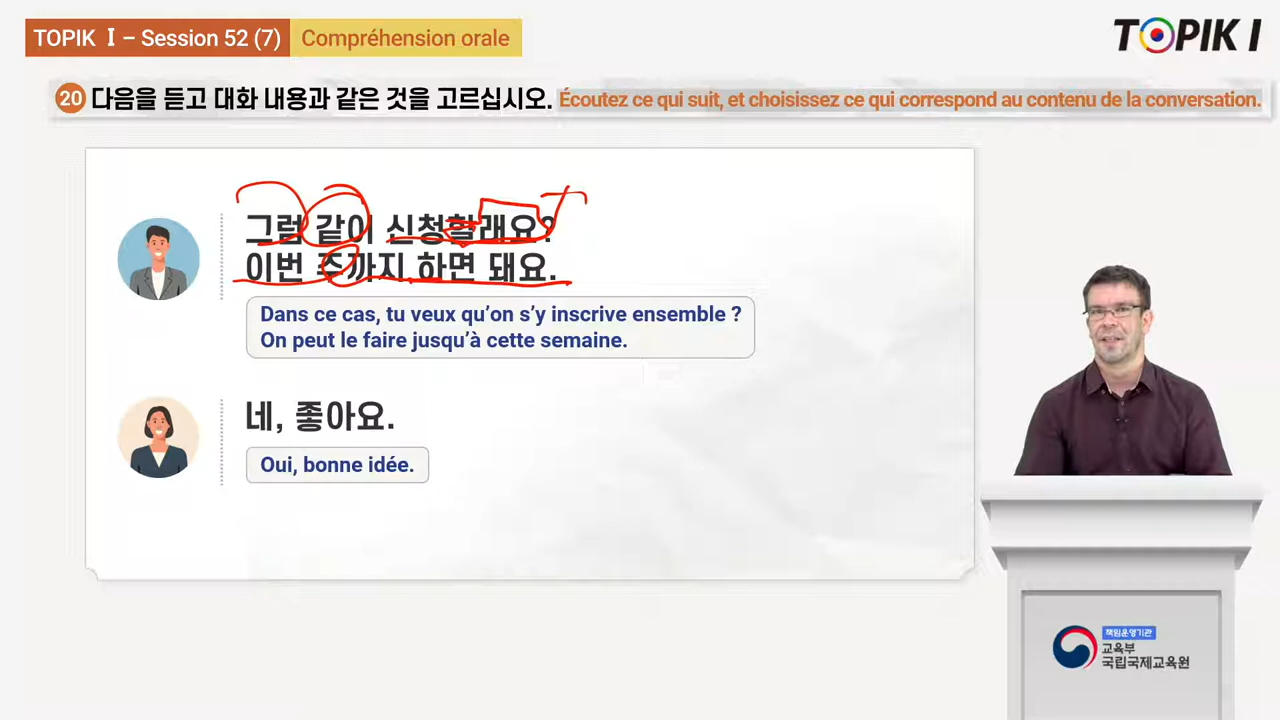 TOPIK I – Session 52 (7) Compréhension orale
TOPIK I
20 다음을 듣고 대화 내용과 같은 것을 고르십시오. Écoutez ce qui suit, et choisissez ce qui correspond au contenu de la conversation.
그럼 같이 신청할래요?
이번 주까지 하면 돼요.
Dans ce cas, tu veux qu’on s’y inscrive ensemble ?
On peut le faire jusqu’à cette semaine.
네, 좋아요.
Oui, bonne idée.
책임운영기관
교육부
국립국제교육원